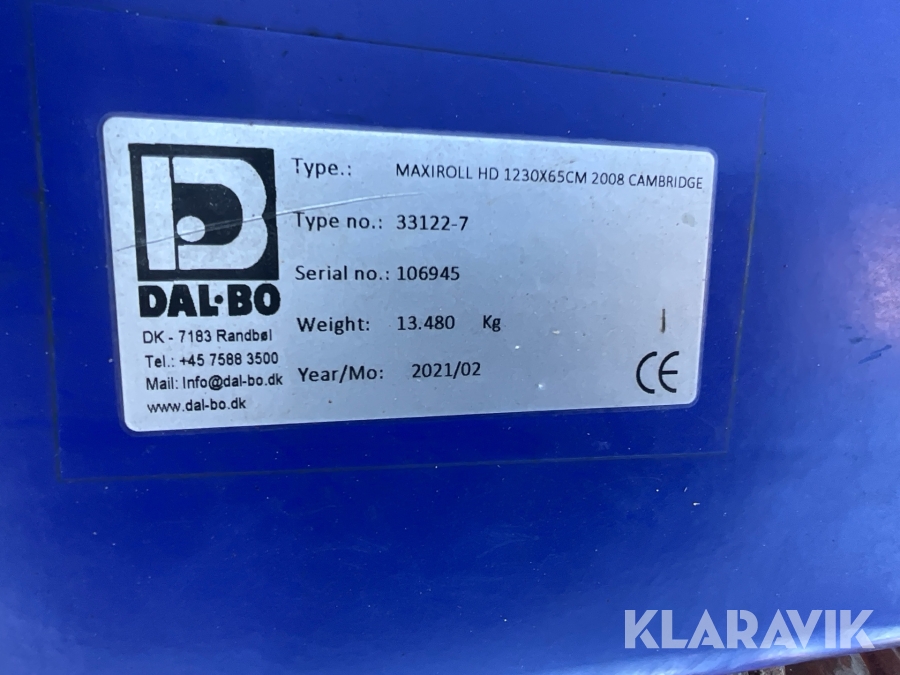 DAL·BO
DK - 7183 Randbøl
Tel.: +45 7588 3500
Mail: Info@dal-bo.dk
www.dal-bo.dk
Type.: MAXIROLL HD 1230X65CM 2008 CAMBRIDGE
Type no.: 33122-7
Serial no.: 106945
Weight: 13.480 Kg
Year/Mo: 2021/02
CE
KLARAVIK